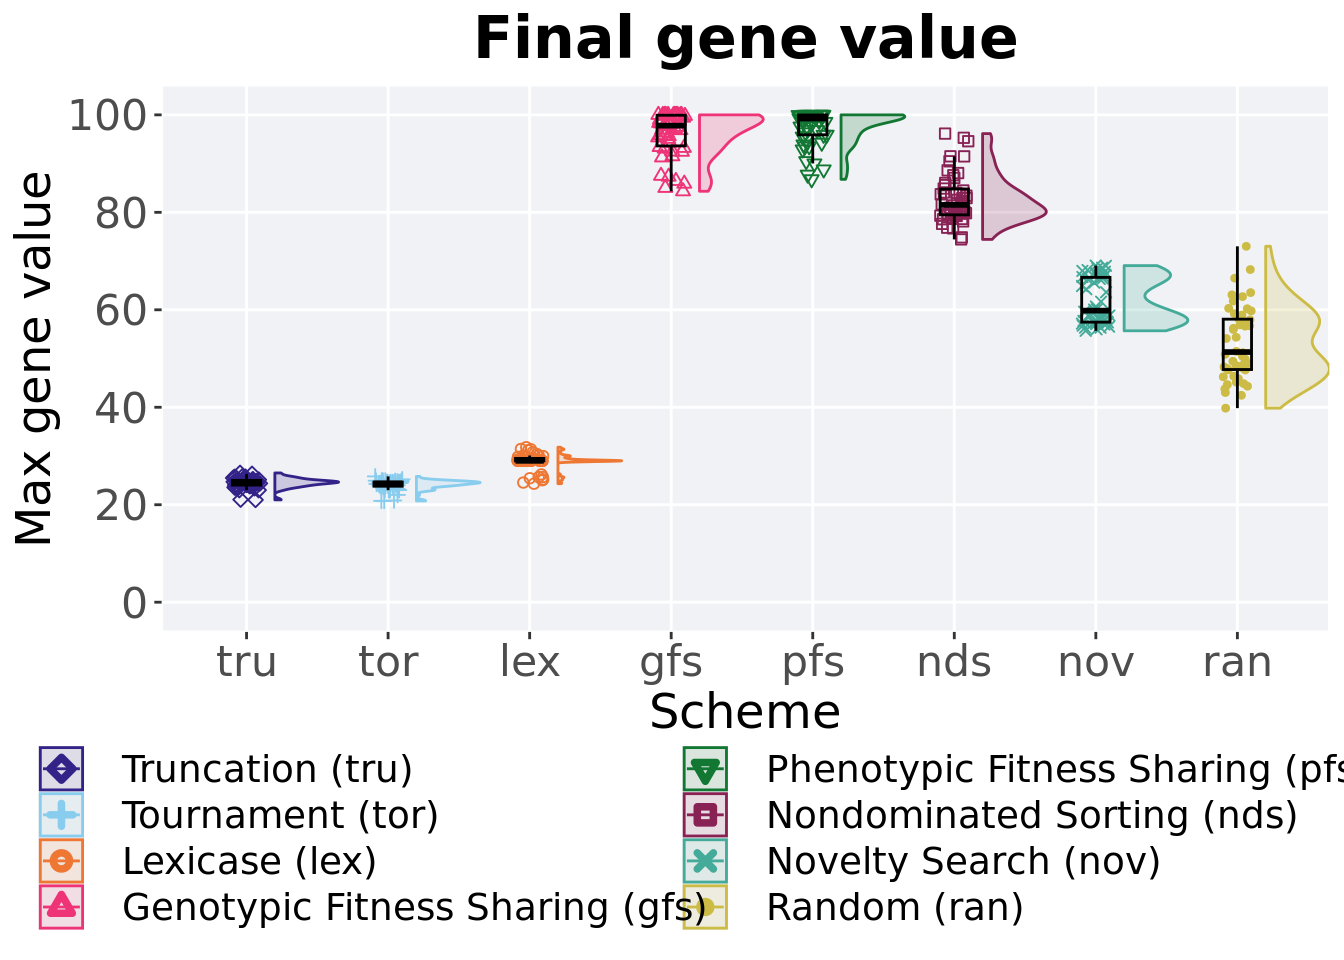 Final gene value
Max gene value
100
80
60
40
20
0
tru tor lex gfs pfs nds nov ran
Scheme
Truncation (tru)
Tournament (tor)
Lexicase (lex)
Genotypic Fitness Sharing (gfs)
Phenotypic Fitness Sharing (pfs
Nondominated Sorting (nds)
Novelty Search (nov)
Random (ran)